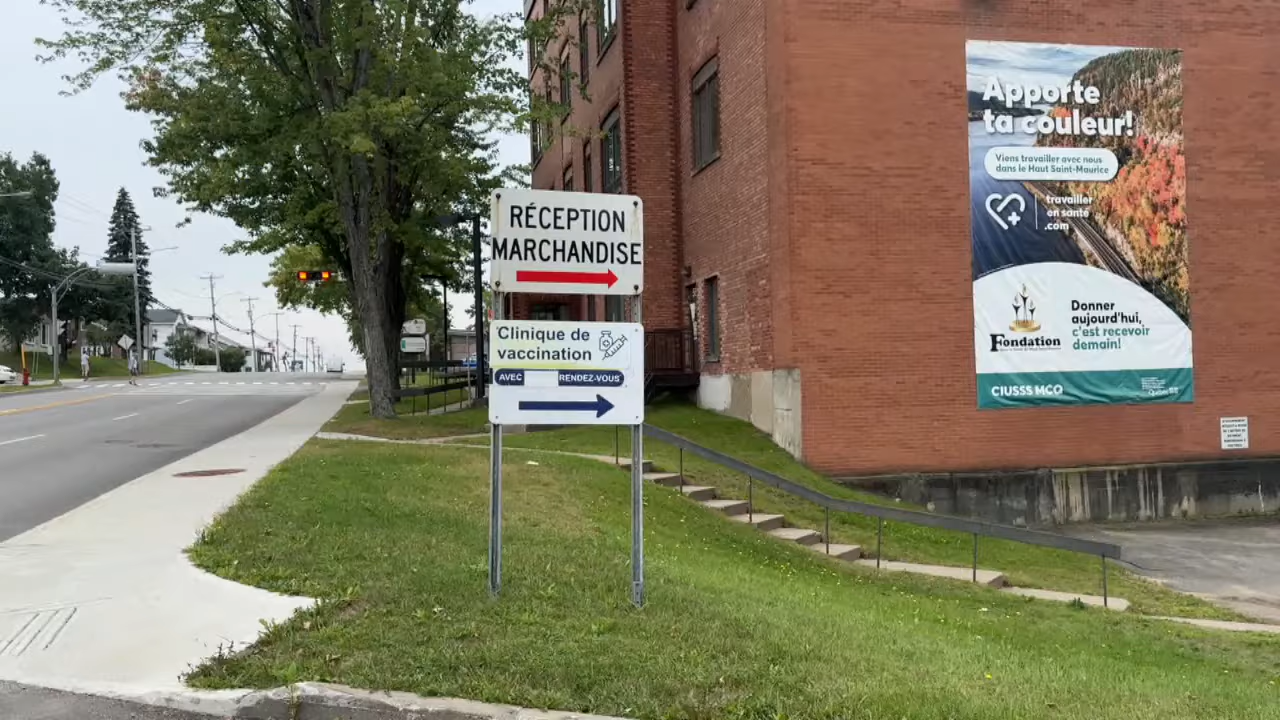 RÉCEPTION
MARCHANDISE
Clinique de
vaccination
AVEC RENDEZ-VOUS
Apporte
ta couleur!
Viens travailler avec nous
dans le Haut Saint-Maurice
travailler
en santé
.com
Donner
aujourd'hui,
c'est recevoir
demain!
Fondation
CIUSSS MCQ